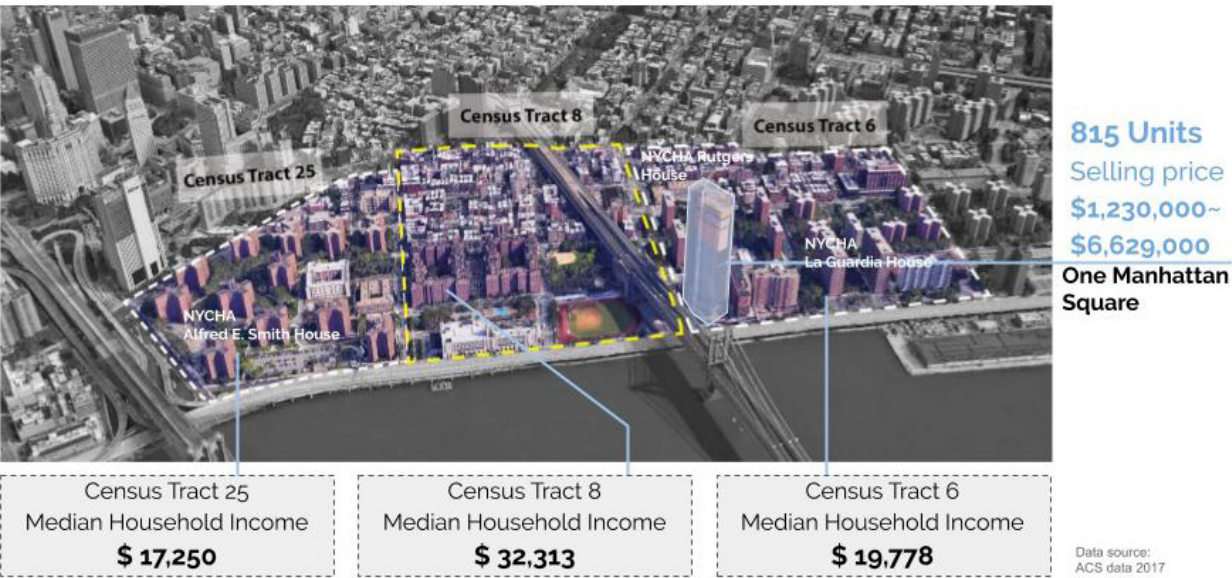 Census Tract 25
Census Tract 8
Census Tract 6
NYCHA Rutgers
House
NYCHA
La Guardia House
NYCHA
Alfred E. Smith House
815 Units
Selling price
$1,230,000~
$6,629,000
One Manhattan
Square
Census Tract 25
Median Household Income
$ 17,250
Census Tract 8
Median Household Income
$ 32,313
Census Tract 6
Median Household Income
$ 19,778
Data source:
ACS data 2017